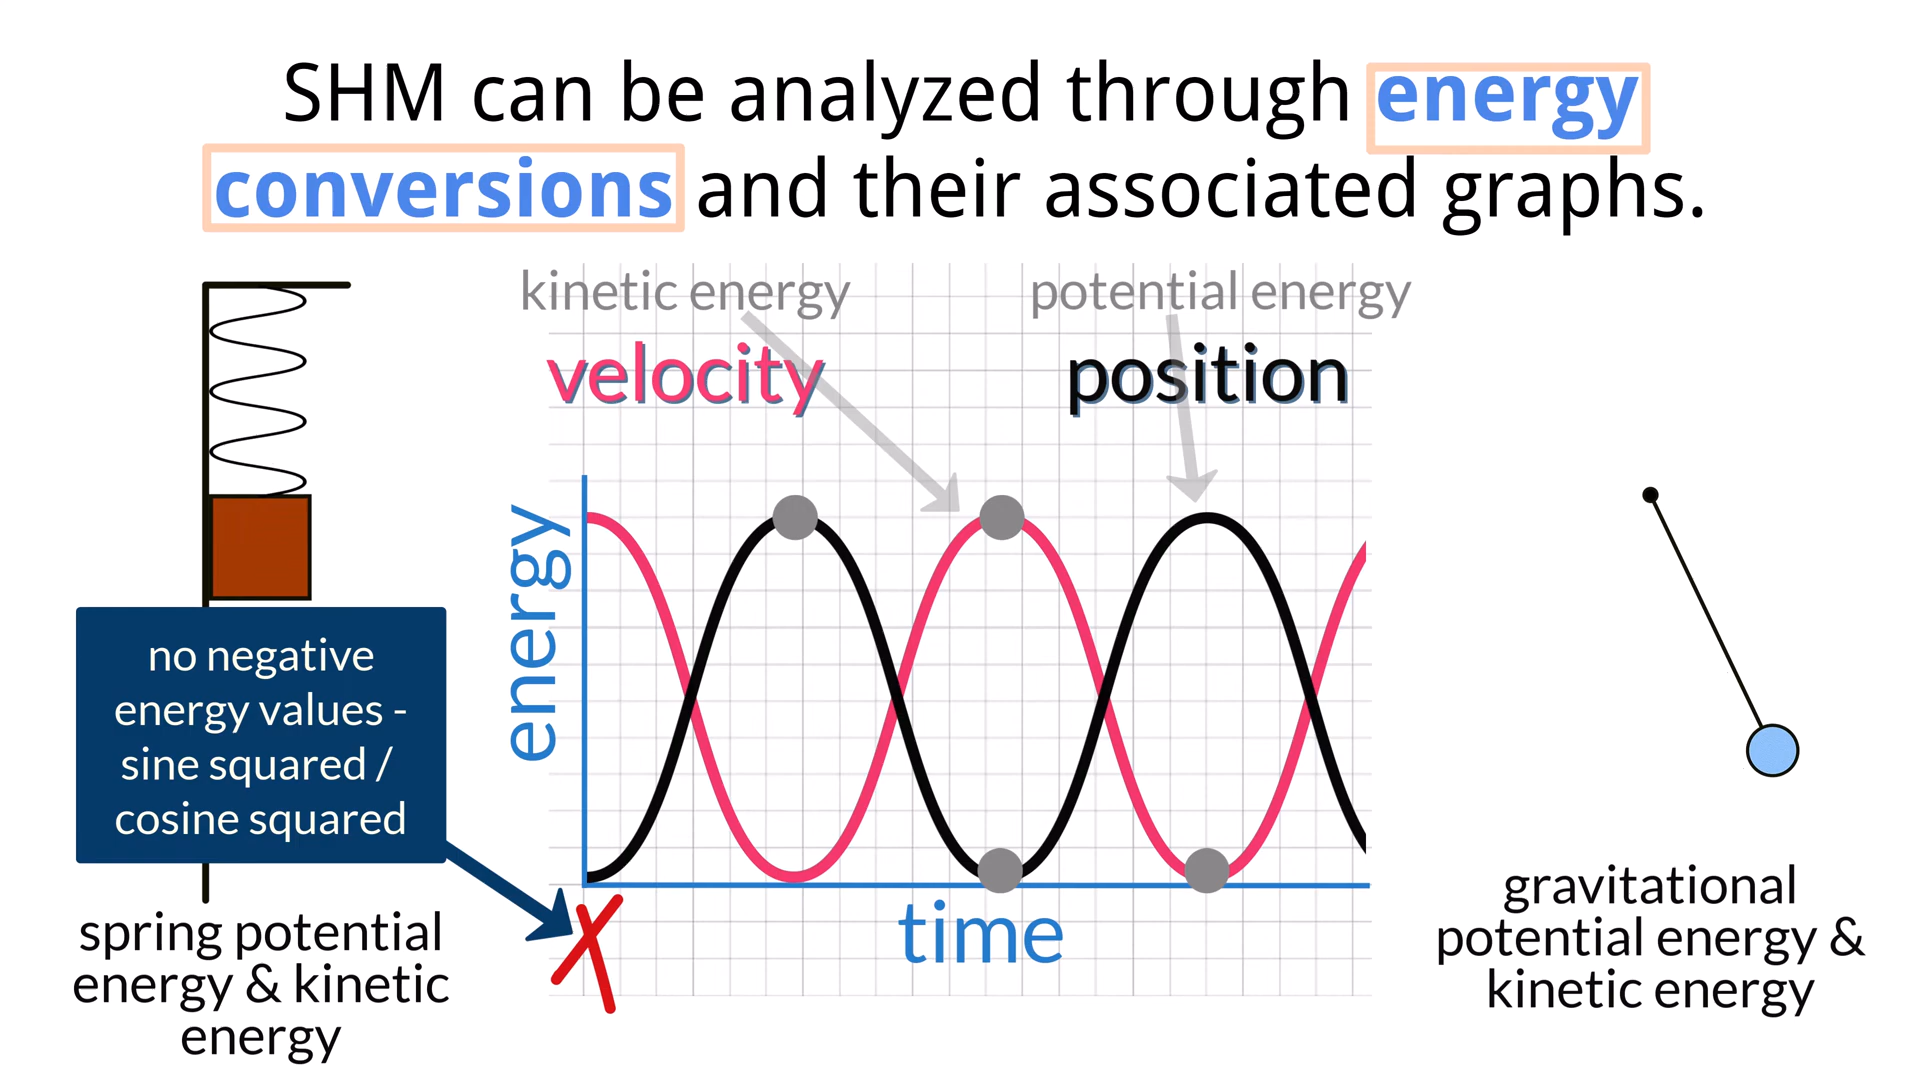 SHM can be analyzed through energy
conversions and their associated graphs.
kinetic energy
potential energy
velocity
position
energy
time
no negative
energy values -
sine squared /
cosine squared
spring potential
energy & kinetic
energy
gravitational
potential energy &
kinetic energy